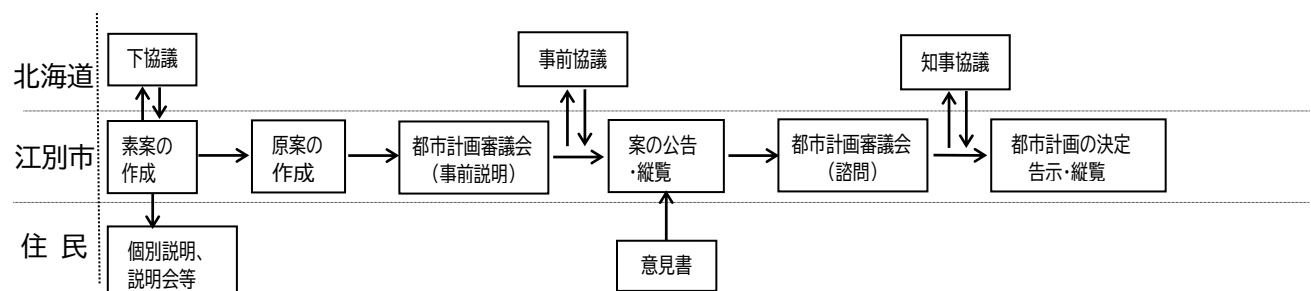 北海道
下協議
事前協議
知事協議
江別市
素案の
作成
原案の
作成
都市計画審議会
（事前説明）
案の公告
・縦覧
都市計画審議会
（諮問）
都市計画の決定
告示・縦覧
住 民
個別説明、
説明会等
意見書